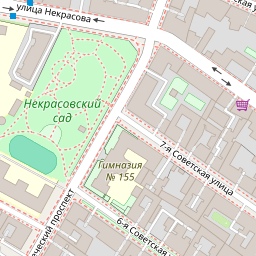 улица Некрасова
Некрасовский
сад
7-я Советская улица
Гимназия
№ 155
6-я Советская
ческий проспект